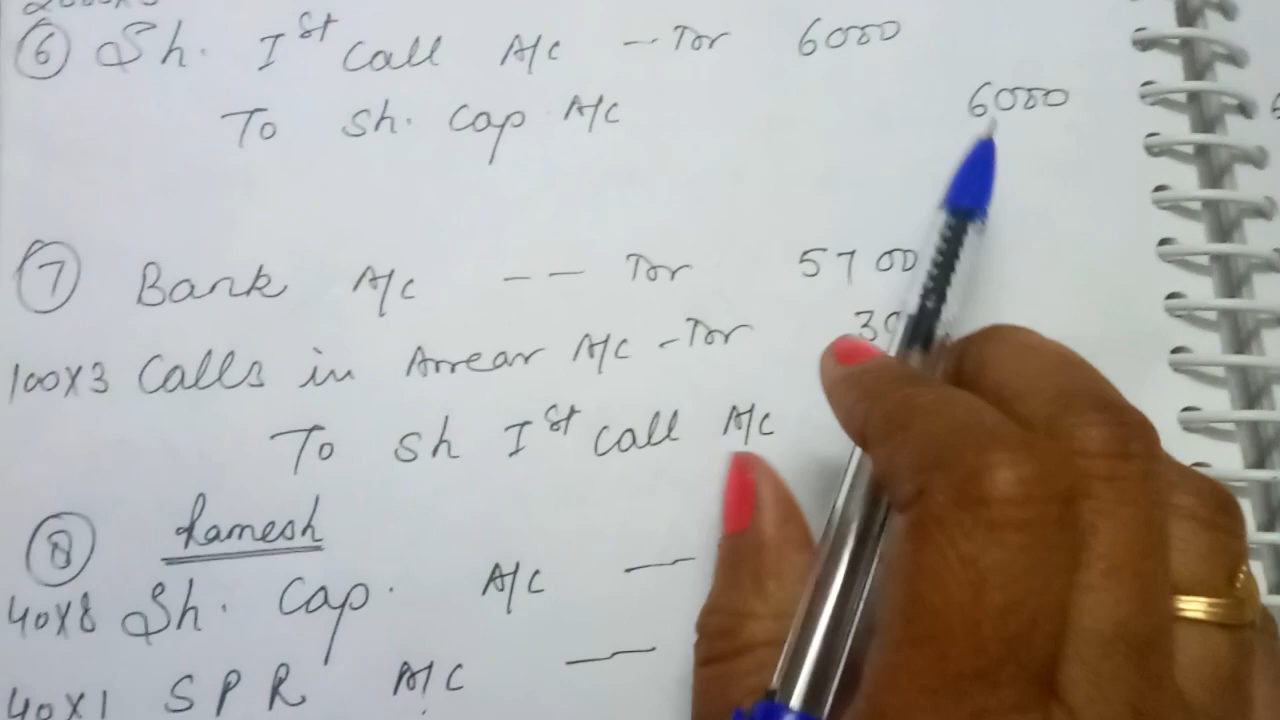 ⑥ Sh. Ist Call A/c — Dr 6000
To Sh. Cap A/c 6000
⑦ Bank A/c -- Dr 5700
100x3 Calls in Arrear A/c - Dr
To Sh Ist Call A/c
⑧ Ramesh
40x8 Sh. Cap. A/c —
40x1 SPR A/c —